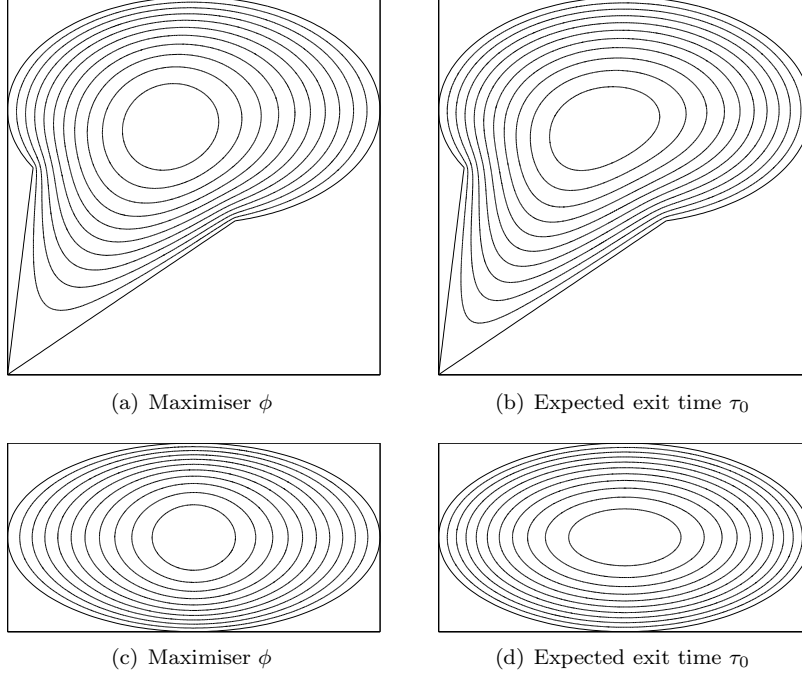 (a) Maximiser ϕ
(b) Expected exit time τ₀
(c) Maximiser ϕ
(d) Expected exit time τ₀